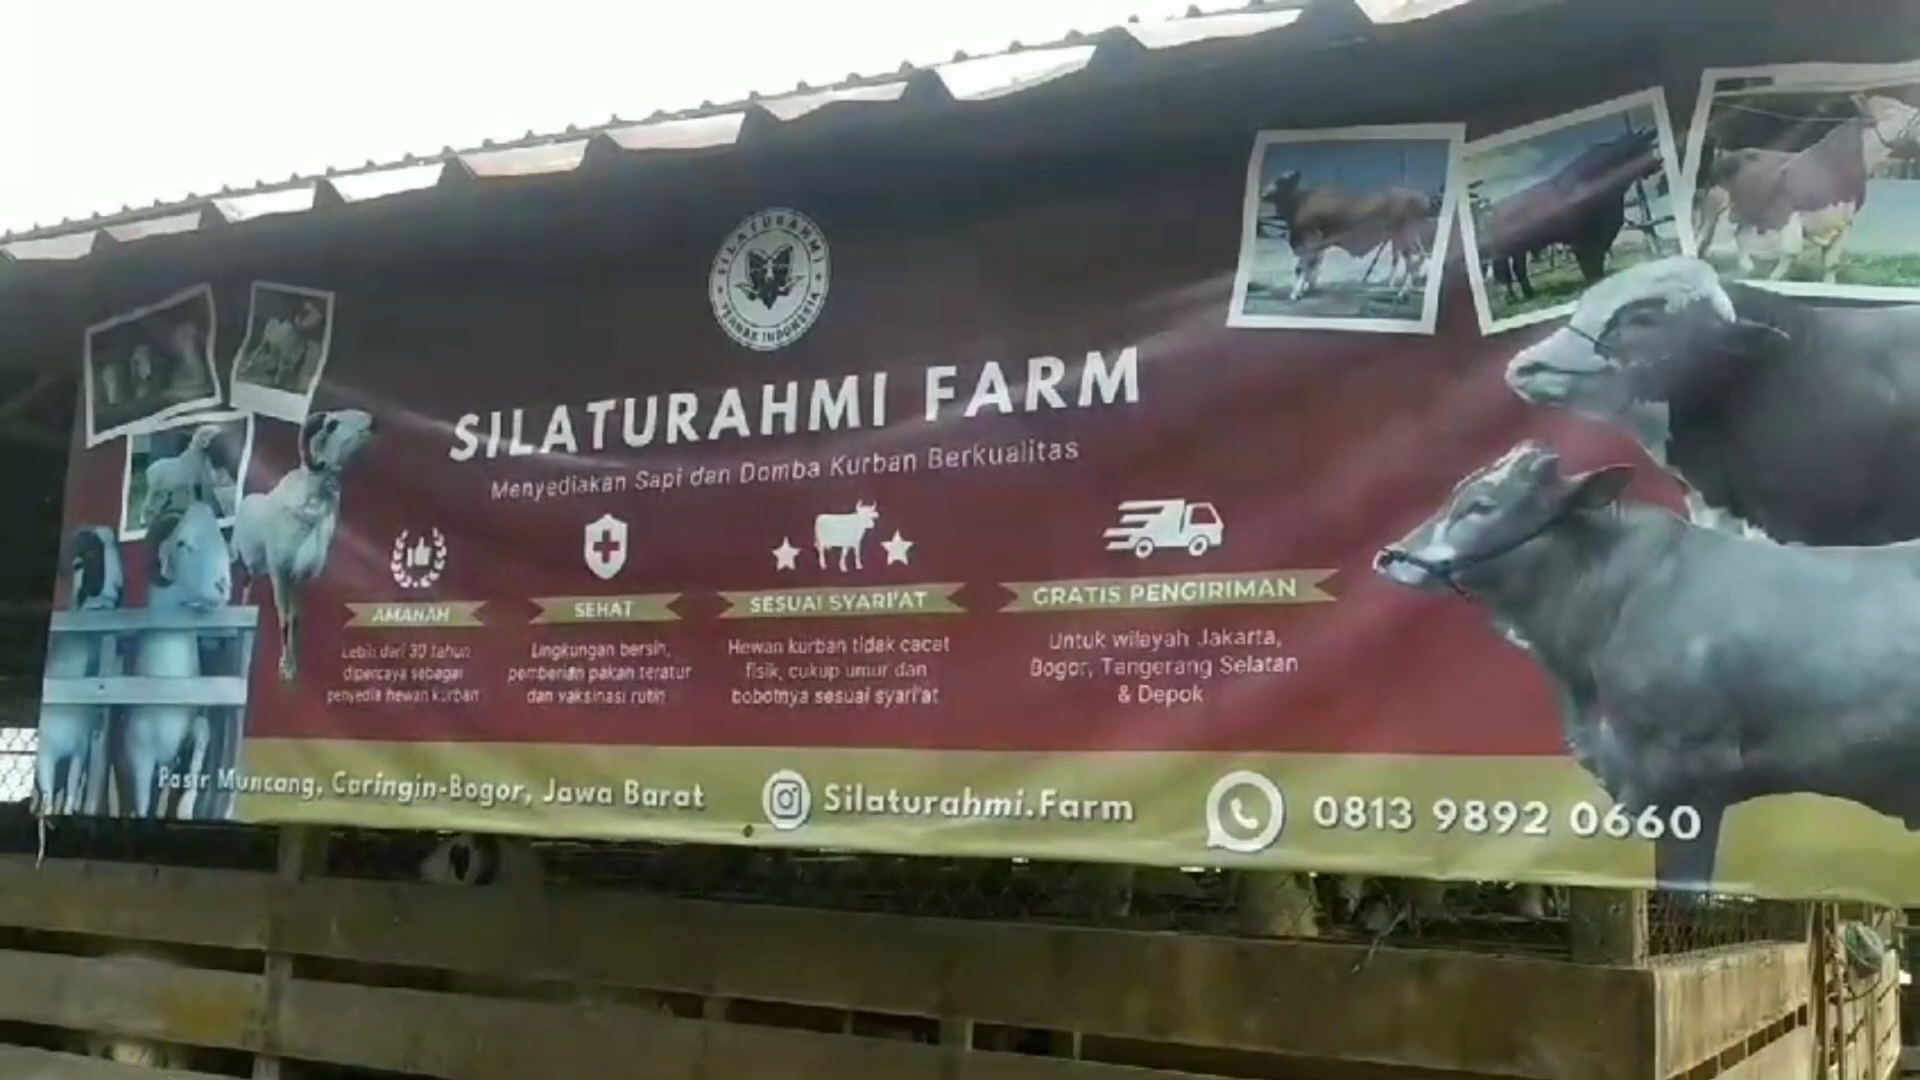 SILATURAHMI
TERNAK INDONESIA
SILATURAHMI FARM
Menyediakan Sapi dan Domba Kurban Berkualitas
AMANAH
Lebih dari 30 tahun
dipercaya sebagai
penyedia hewan kurban
SEHAT
Lingkungan bersih,
pemberian pakan teratur
dan vaksinasi rutin
SESUAI SYARI'AT
Hewan kurban tidak cacat
fisik, cukup umur dan
bobotnya sesuai syari'at
GRATIS PENGIRIMAN
Untuk wilayah Jakarta,
Bogor, Tangerang Selatan
& Depok
Pasir Muncang, Caringin-Bogor, Jawa Barat
Silaturahmi.Farm
0813 9892 0660